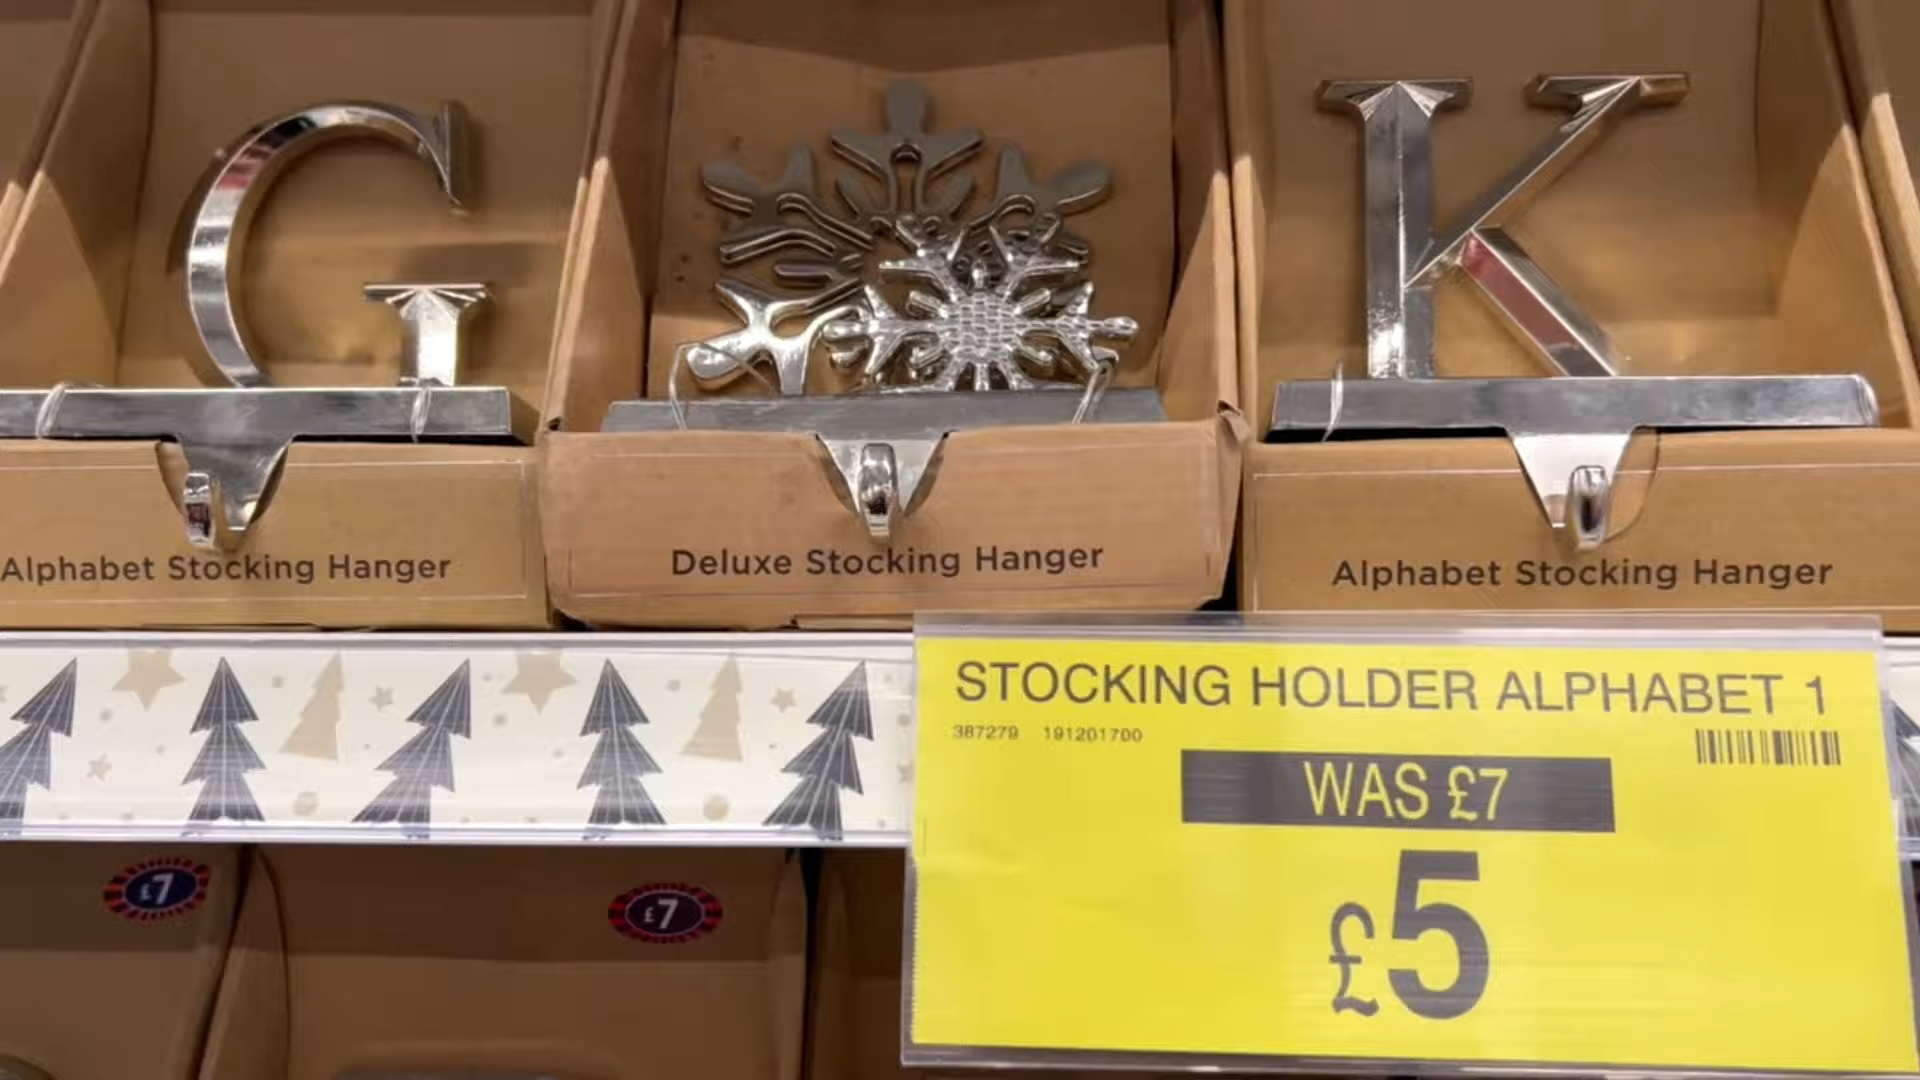 G
K
Alphabet Stocking Hanger
Deluxe Stocking Hanger
Alphabet Stocking Hanger
STOCKING HOLDER ALPHABET 1
387279 191201700
WAS £7
£5
£7
£7